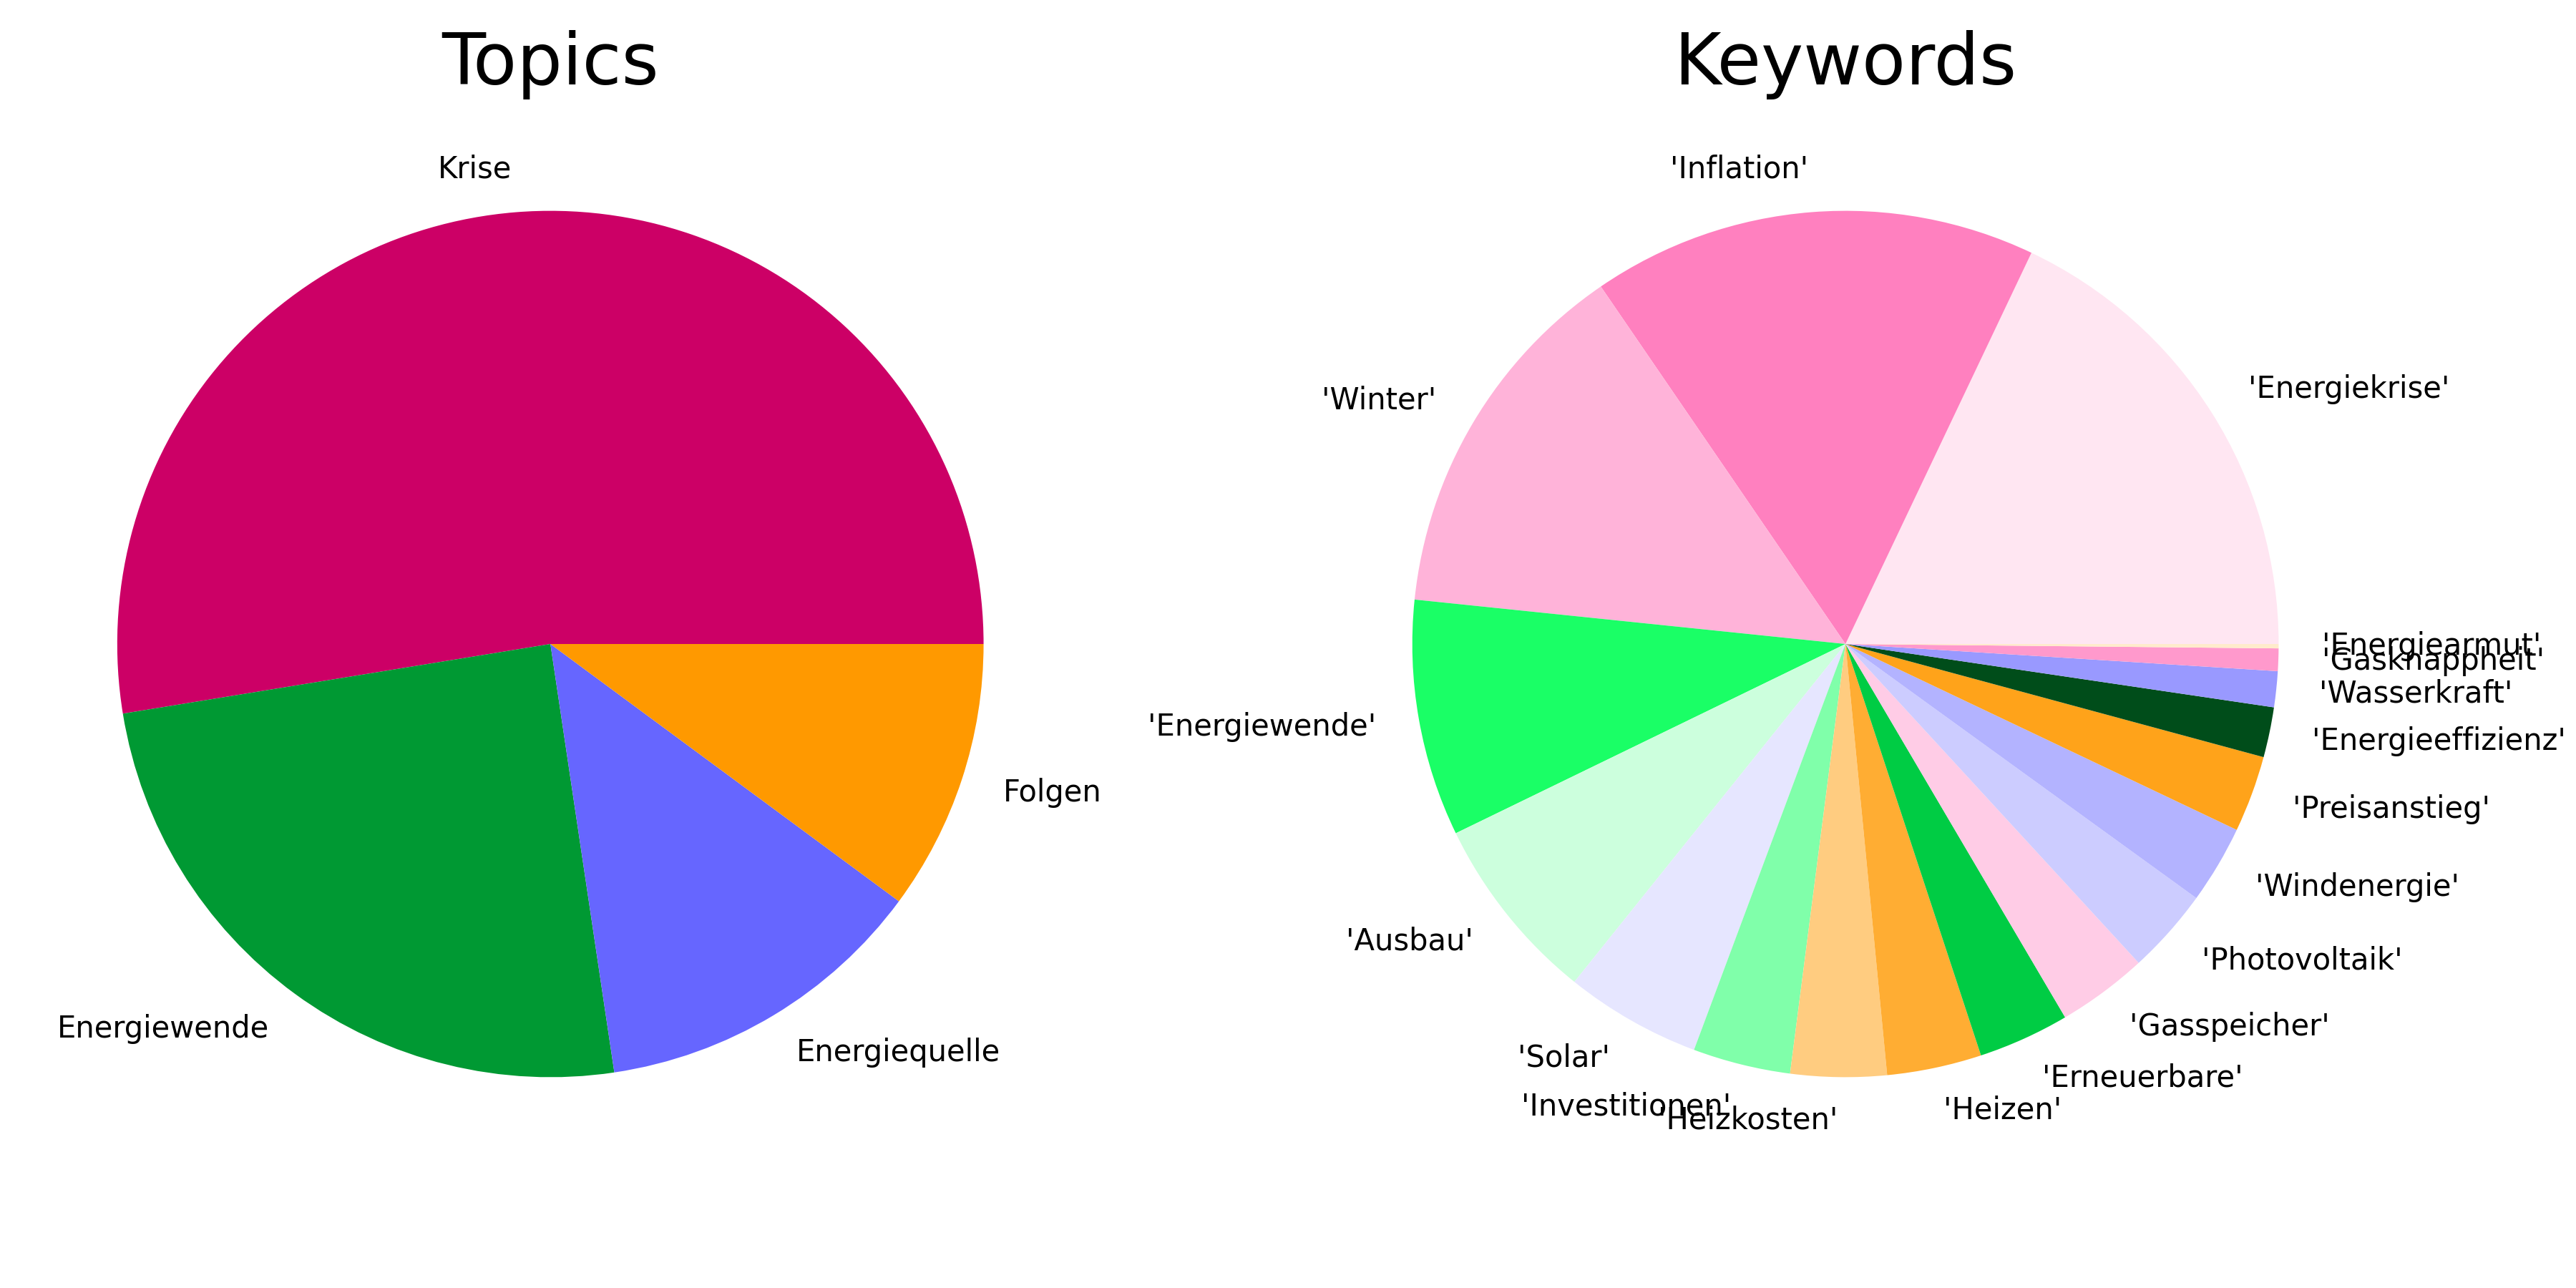 Topics
Krise
Energiewende
Energiequelle
Folgen
Keywords
'Inflation'
'Energiekrise'
'Winter'
'Energiewende'
'Ausbau'
'Solar'
'Investitionen'
'Heizkosten'
'Heizen'
'Erneuerbare'
'Gasspeicher'
'Photovoltaik'
'Windenergie'
'Preisanstieg'
'Energieeffizienz'
'Wasserkraft'
'Gasknappheit'
'Energiearmut'